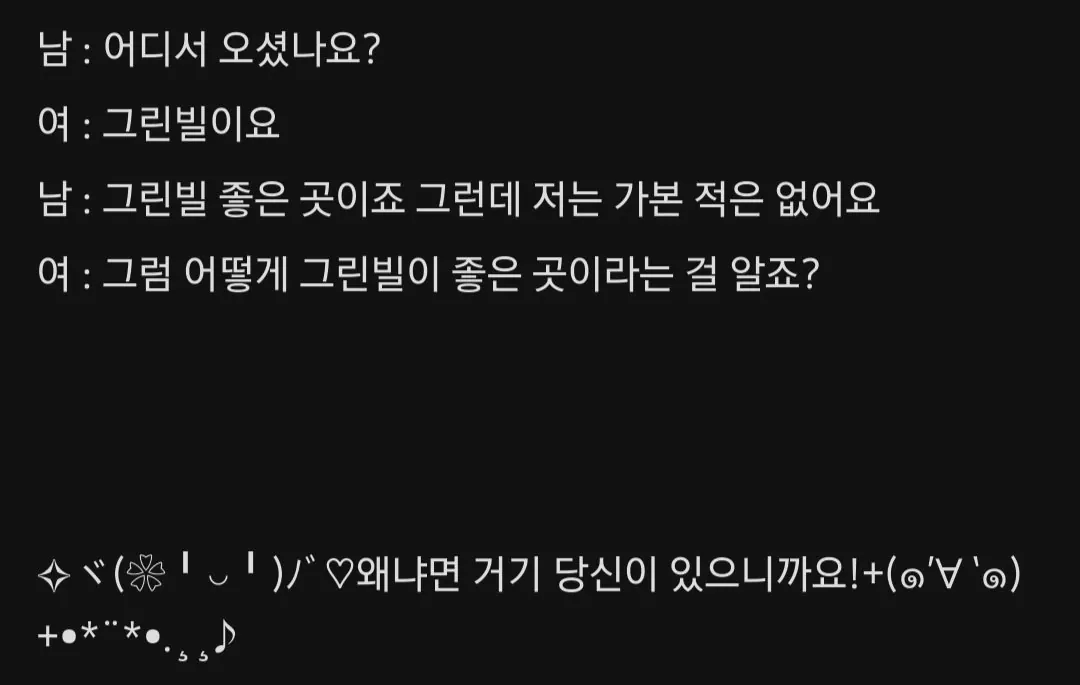 남 : 어디서 오셨나요?
여 : 그린빌이요
남 : 그린빌 좋은 곳이죠 그런데 저는 가본 적은 없어요
여 : 그럼 어떻게 그린빌이 좋은 곳이라는 걸 알죠?
✧ヾ(❀╹◡╹)ﾉﾞ♡왜냐면 거기 당신이 있으니까요!+(๑′∀ ‵๑)
+•*¨*•.¸¸♪